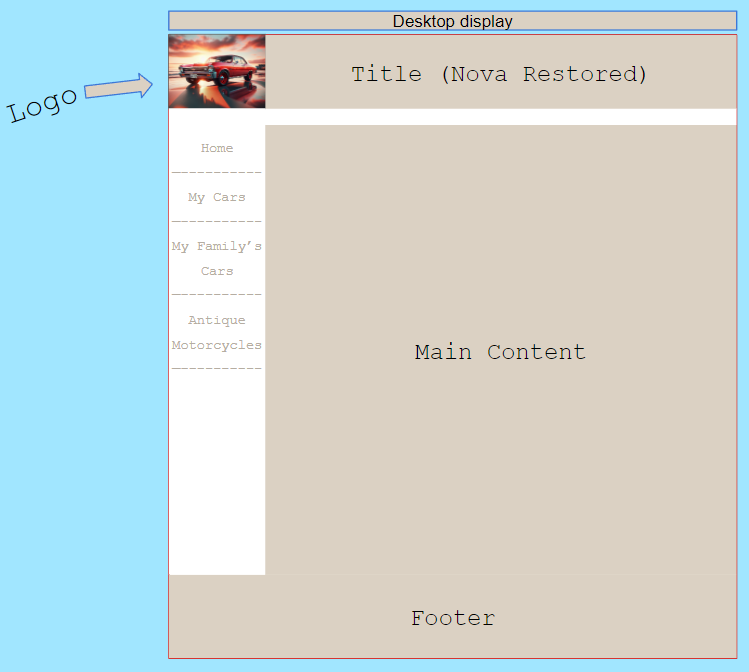 Desktop display
Logo
Title (Nova Restored)
Home
My Cars
My Family’s
Cars
Antique
Motorcycles
Main Content
Footer